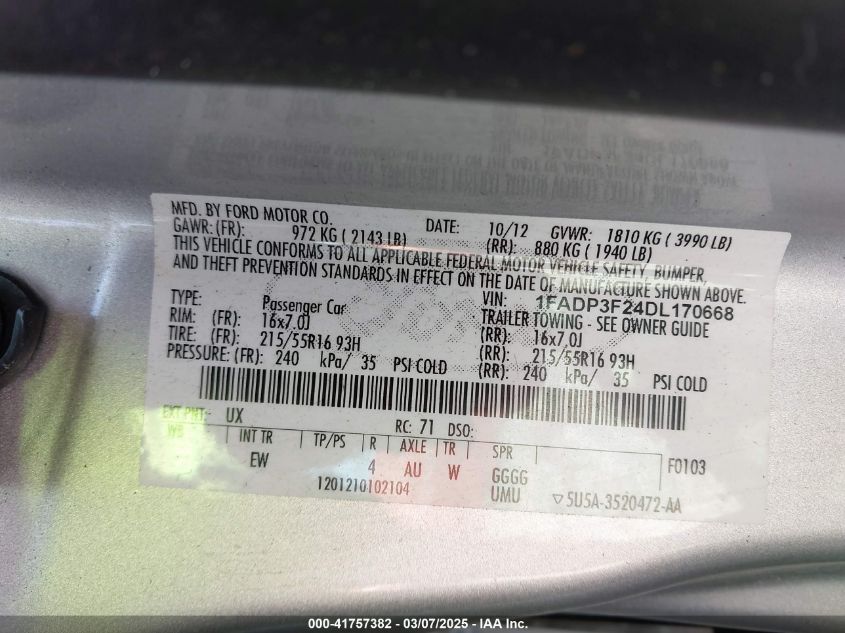 MFD. BY FORD MOTOR CO. DATE: 10/12 GVWR: 1810 KG ( 3990 LB)
GAWR: (FR): 972 KG ( 2143 LB) (RR): 880 KG ( 1940 LB)
THIS VEHICLE CONFORMS TO ALL APPLICABLE FEDERAL MOTOR VEHICLE SAFETY, BUMPER,
AND THEFT PREVENTION STANDARDS IN EFFECT ON THE DATE OF MANUFACTURE SHOWN ABOVE.
VIN: 1FADP3F24DL170668
TYPE: Passenger Car TRAILER TOWING - SEE OWNER GUIDE
RIM: (FR): 16x7.0J (RR): 16x7.0J
TIRE: (FR): 215/55R16 93H (RR): 215/55R16 93H
PRESSURE: (FR): 240 kPa/ 35 PSI COLD (RR): 240 kPa/ 35 PSI COLD
EXT PNT: UX RC: 71 DSO:
WB INT TR TP/PS R AXLE TR SPR
EW 4 AU W GGGG F0103
1201210102104 UMU ▽5U5A-3520472-AA
000-41757382 - 03/07/2025 - IAA Inc.